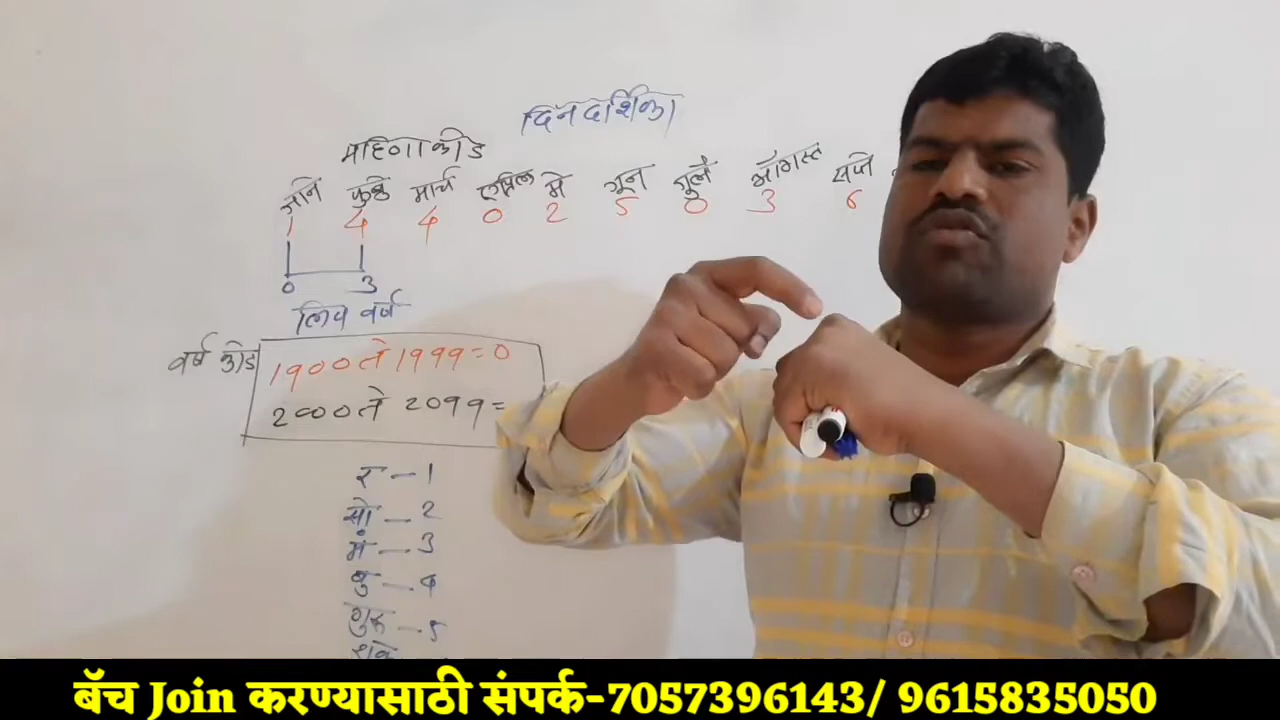 दिनदर्शिका
महिना कोड
जाने फेब्रु मार्च एप्रिल मे जून जुलै ऑगस्ट सप्टे
1 4 4 0 2 5 0 3 6
0 3
लिप वर्ष
वर्ष कोड 1900 ते 1999 = 0
2000 ते 2099 =
र - 1
सो - 2
मं - 3
बु - 4
गुरू - 5
बॅच Join करण्यासाठी संपर्क-7057396143/ 9615835050